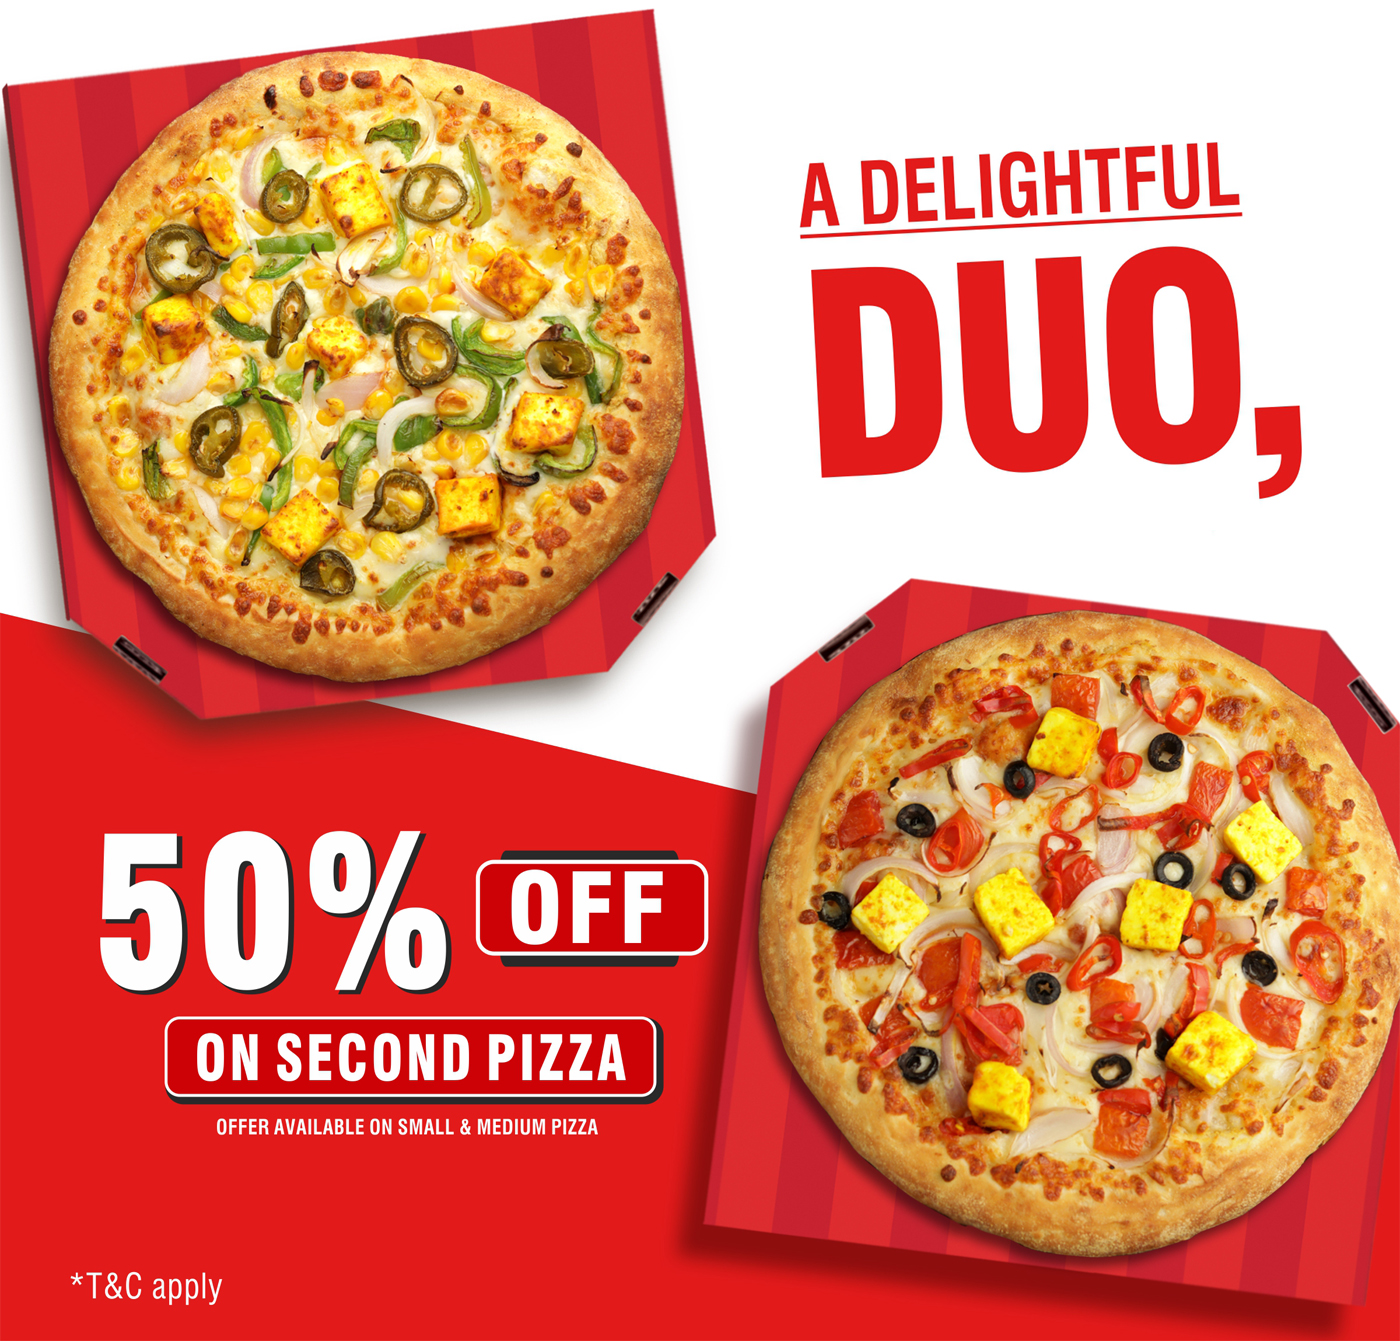 A DELIGHTFUL
DUO,
50% OFF
ON SECOND PIZZA
OFFER AVAILABLE ON SMALL & MEDIUM PIZZA
*T&C apply